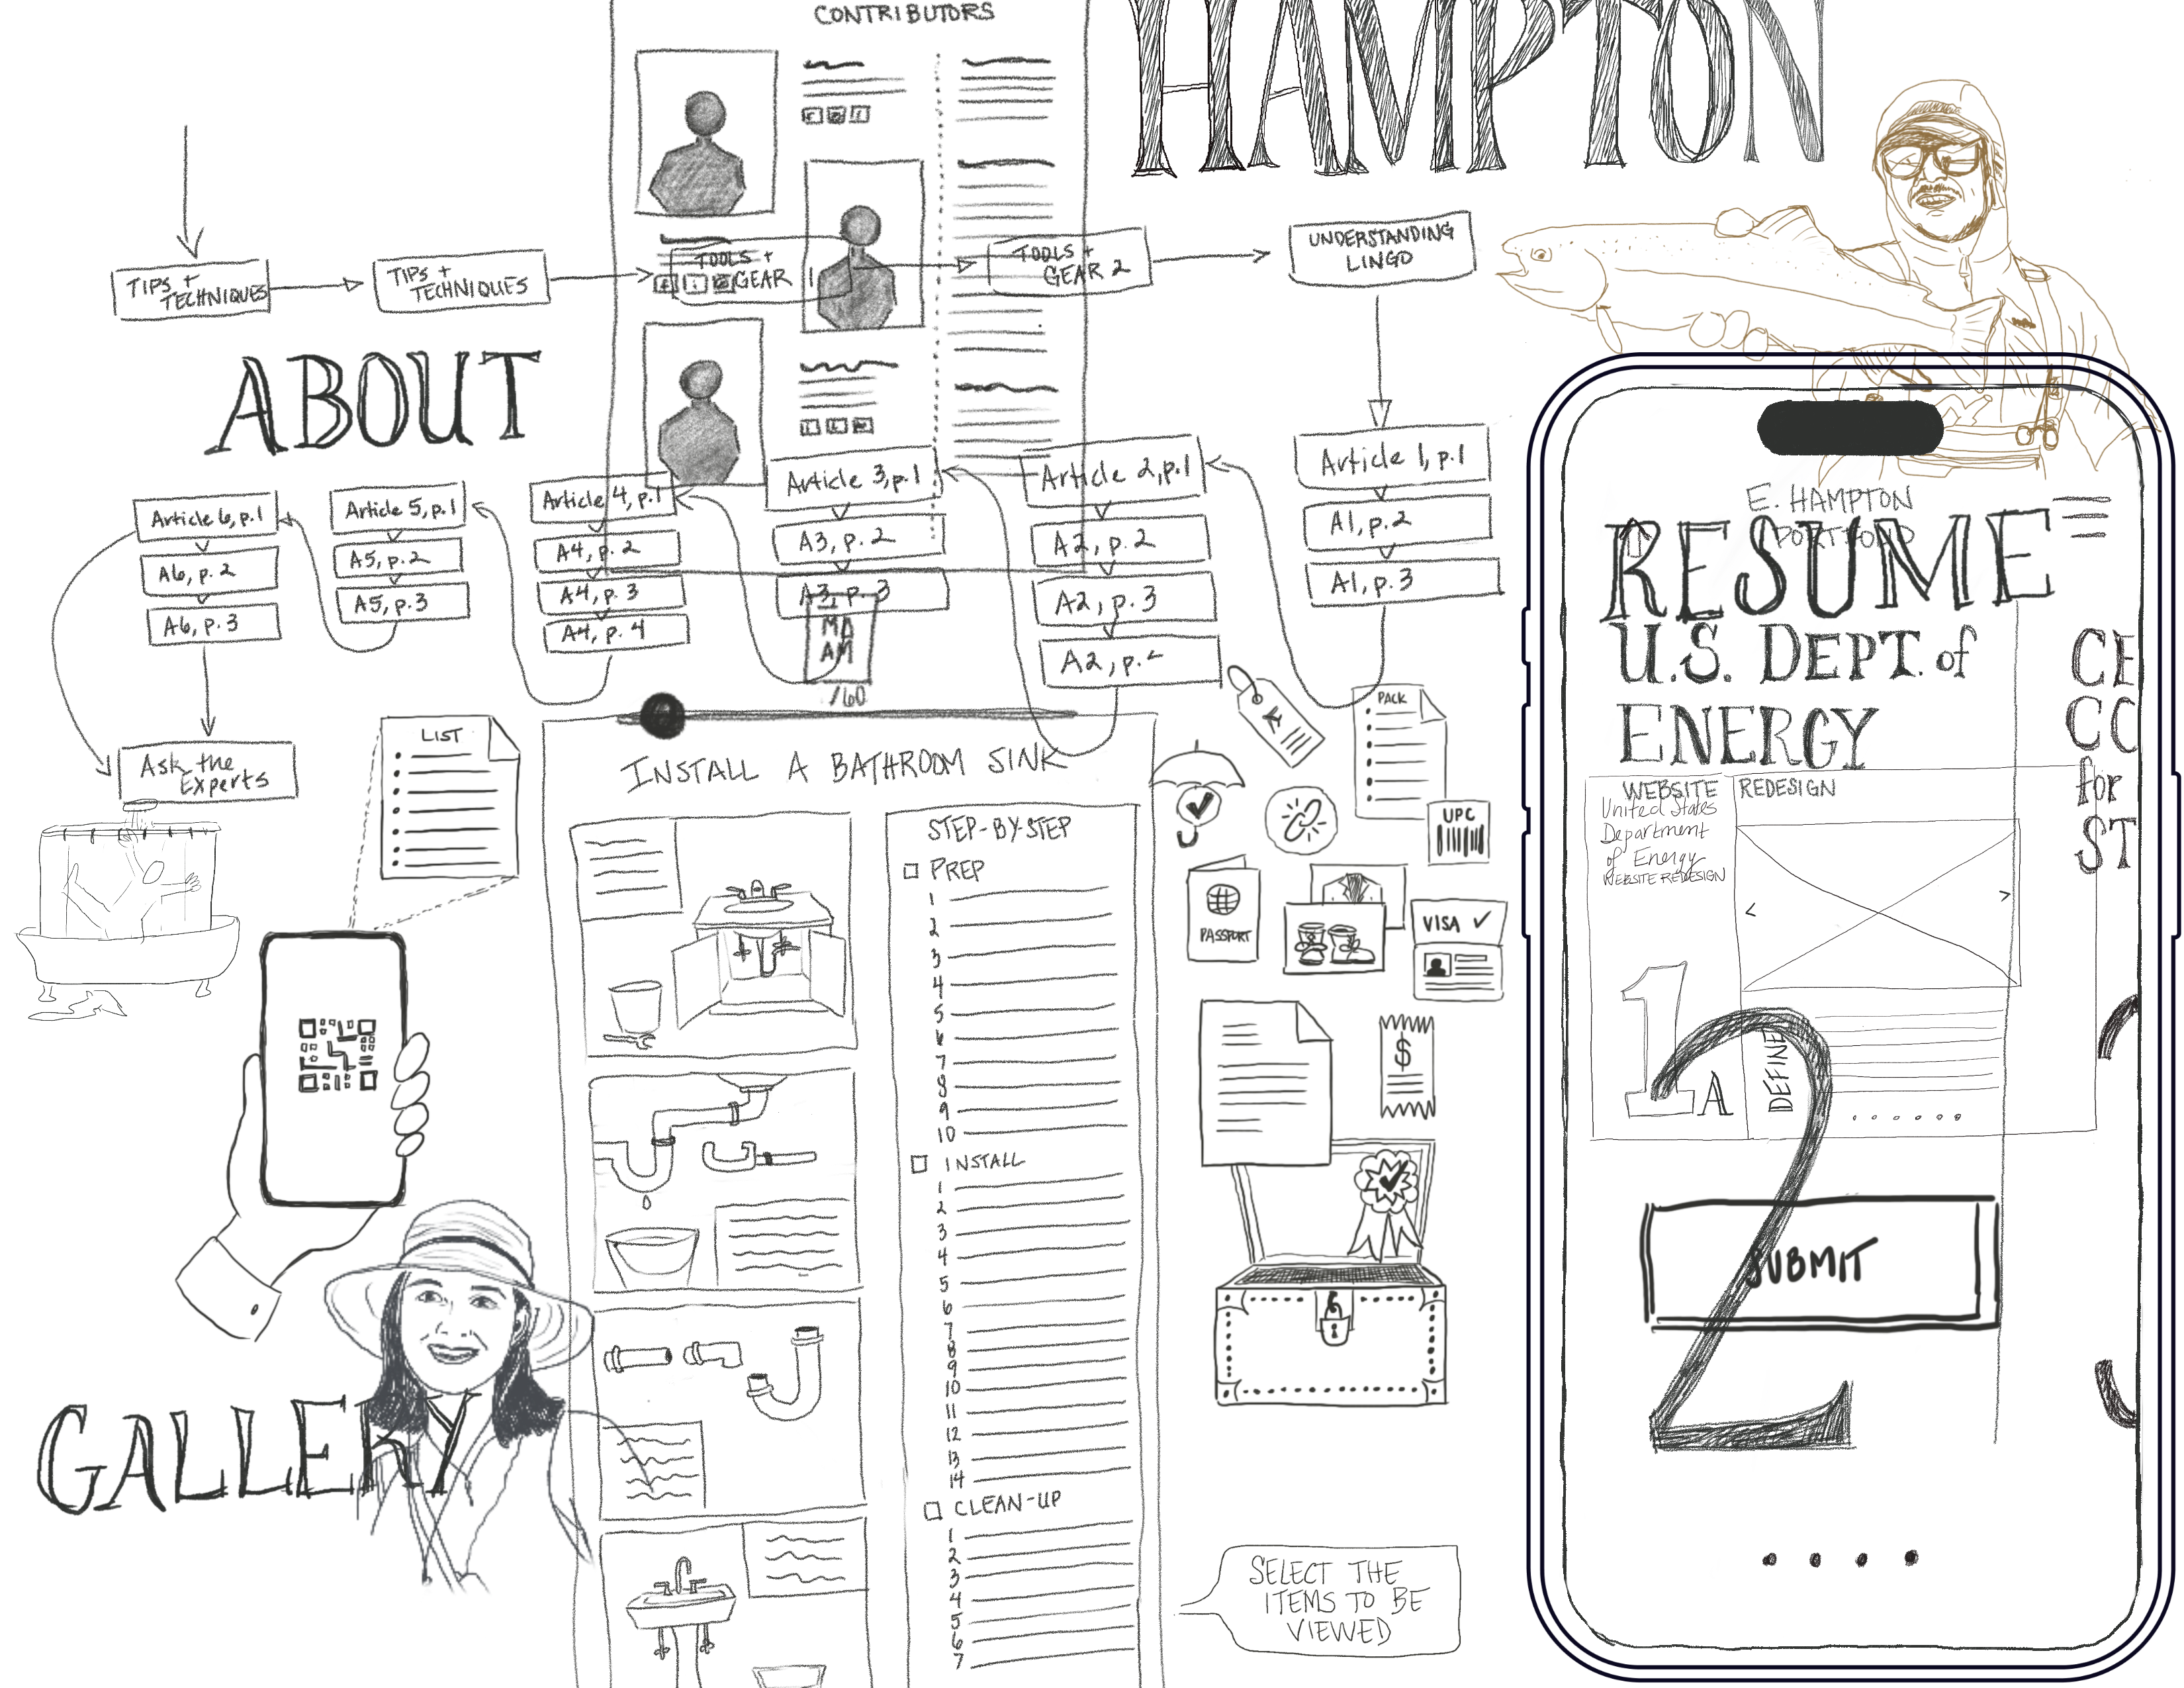 CONTRIBUTORS
HAMPTON
TIPS +
TECHNIQUES
TIPS +
TECHNIQUES
TOOLS +
GEAR 1
TOOLS +
GEAR 2
UNDERSTANDING
LINGO
ABOUT
Article 6, p.1
A6, p. 2
A6, p. 3
Article 5, p.1
A5, p. 2
A5, p. 3
Article 4, p.1
A4, p. 2
A4, p. 3
A4, p. 4
Article 3, p.1
A3, p. 2
A3, p. 3
Article 2, p.1
A2, p. 2
A2, p. 3
A2, p.
Article 1, p.1
A1, p. 2
A1, p. 3
MD
AM
/60
Ask the
Experts
LIST
INSTALL A BATHROOM SINK
STEP-BY-STEP
PREP
1
2
3
4
5
6
7
8
9
10
INSTALL
1
2
3
4
5
6
7
8
9
10
11
12
13
14
CLEAN-UP
1
2
3
4
5
6
7
PACK
UPC
PASSPORT
VISA
$
SELECT THE
ITEMS TO BE
VIEWED
GALLERY
E. HAMPTON
PORTFOLIO
RESUME
U.S. DEPT. of
ENERGY
CE
CO
for
ST
WEBSITE REDESIGN
United States
Department
of Energy
WEBSITE REDESIGN
1A
DEFINE
2
SUBMIT